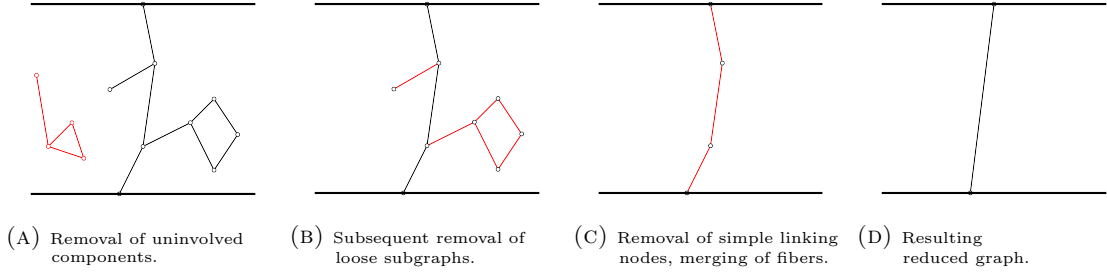 (A) Removal of uninvolved
components.
(B) Subsequent removal of
loose subgraphs.
(C) Removal of simple linking
nodes, merging of fibers.
(D) Resulting
reduced graph.